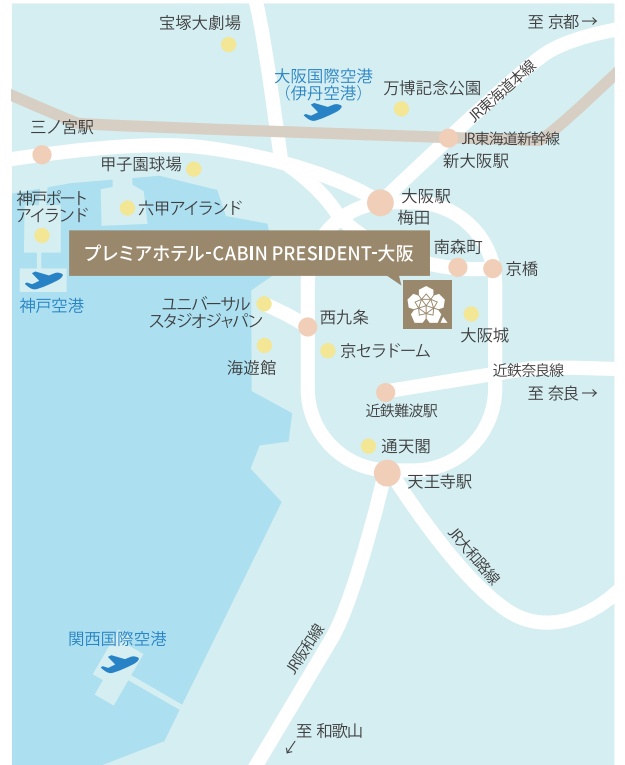 宝塚大劇場
至 京都→
大阪国際空港
（伊丹空港）
万博記念公園
JR東海道本線
三ノ宮駅
JR東海道新幹線
新大阪駅
甲子園球場
神戸ポート
アイランド
六甲アイランド
大阪駅
梅田
プレミアホテル-CABIN PRESIDENT-大阪
南森町
京橋
神戸空港
ユニバーサル
スタジオジャパン
西九条
大阪城
海遊館
京セラドーム
近鉄奈良線
至 奈良→
近鉄難波駅
通天閣
天王寺駅
JR大和路線
関西国際空港
JR阪和線
至 和歌山
↙